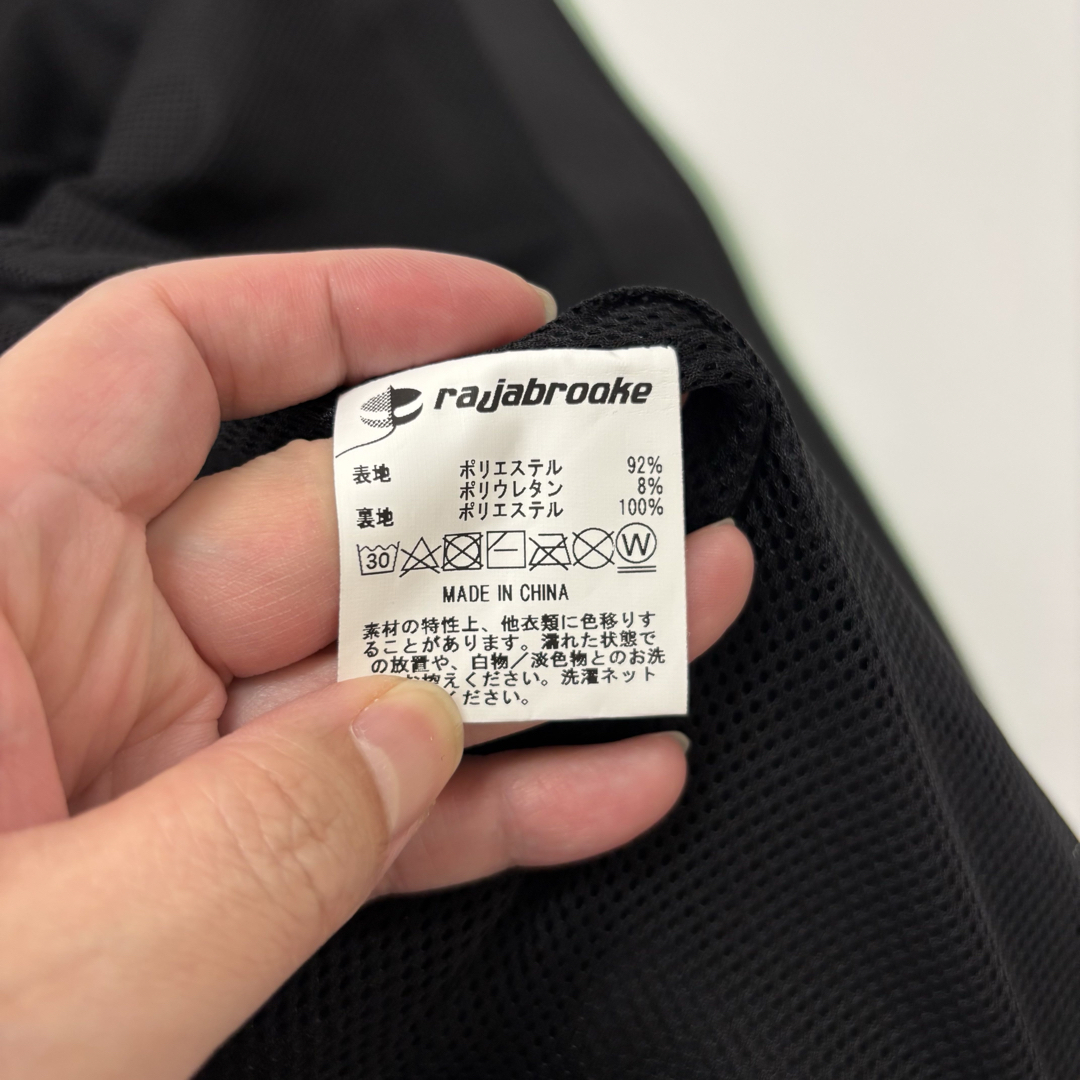 rajabrooke
表地 ポリエステル 92%
ポリウレタン 8%
裏地 ポリエステル 100%
30 W
MADE IN CHINA
素材の特性上、他衣類に色移りす
ることがあります。濡れた状態で
の放置や、白物／淡色物とのお洗
お控えください。洗濯ネット
ください。